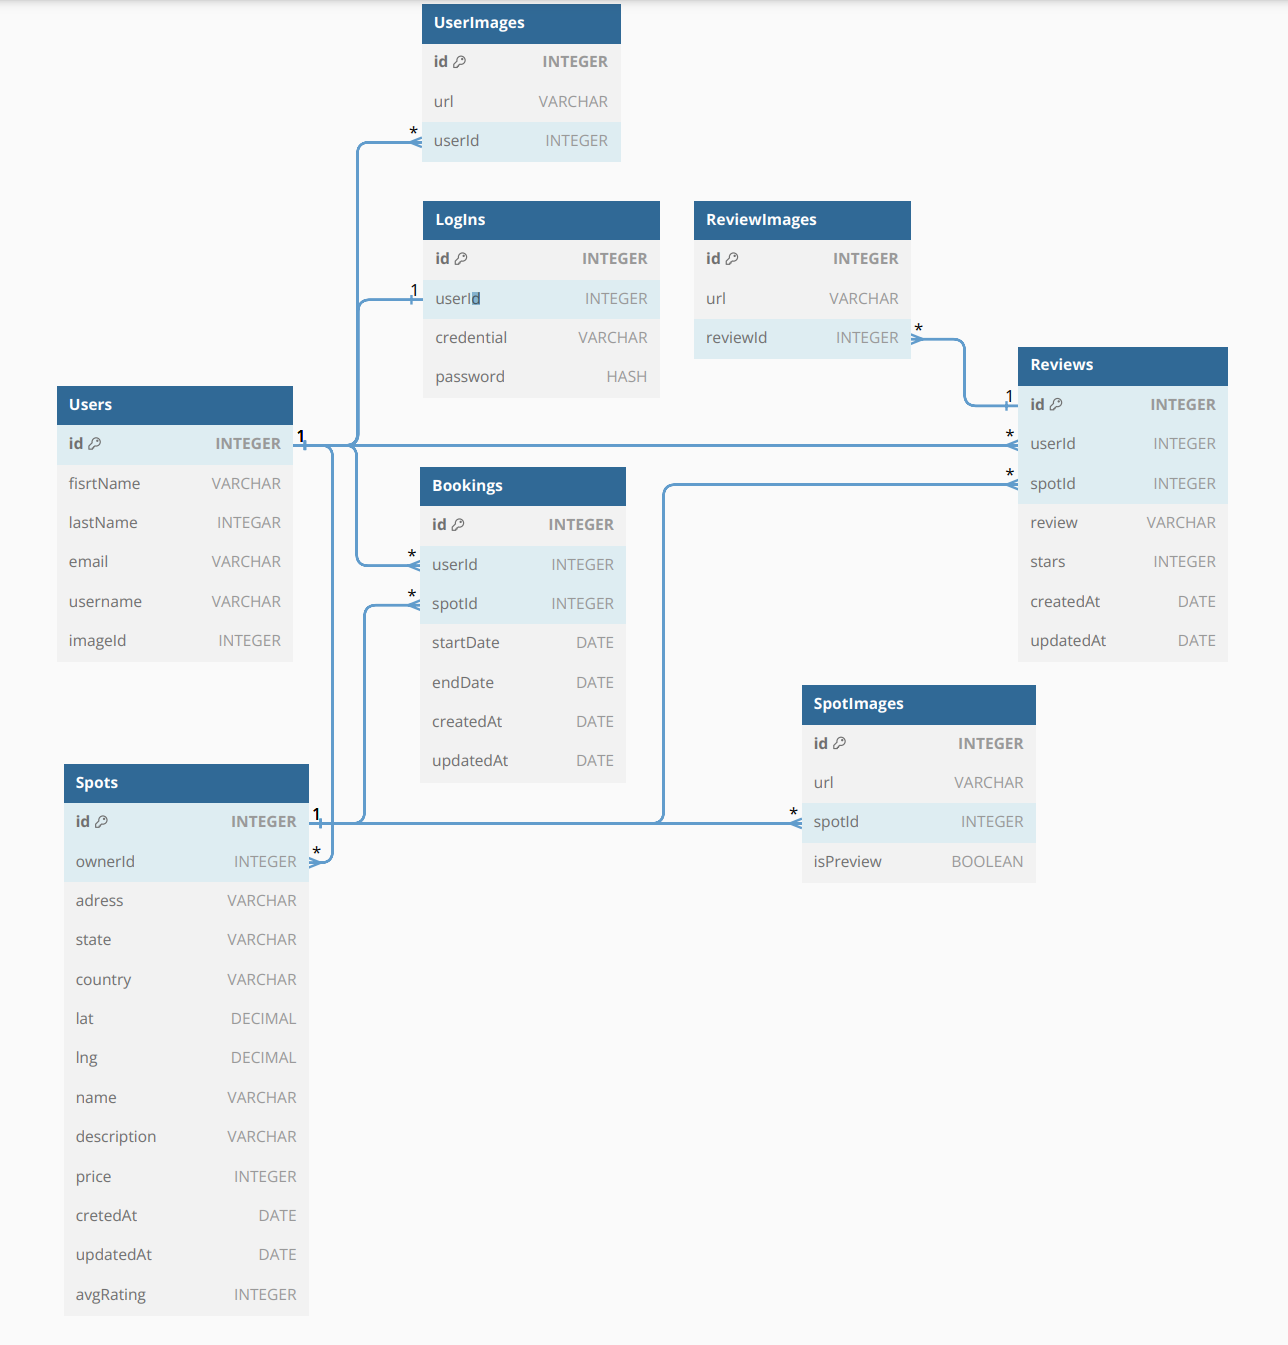 UserImages
id INTEGER
url VARCHAR
* userId INTEGER
LogIns
id INTEGER
1 userId INTEGER
credential VARCHAR
password HASH
ReviewImages
id INTEGER
url VARCHAR
reviewId INTEGER *
Reviews
1 id INTEGER
* userId INTEGER
* spotId INTEGER
review VARCHAR
stars INTEGER
createdAt DATE
updatedAt DATE
Users
id INTEGER 1
fisrtName VARCHAR
lastName INTEGAR
email VARCHAR
username VARCHAR
imageId INTEGER
Bookings
id INTEGER
* userId INTEGER
* spotId INTEGER
startDate DATE
endDate DATE
createdAt DATE
updatedAt DATE
SpotImages
id INTEGER
url VARCHAR
* spotId INTEGER
isPreview BOOLEAN
Spots
id INTEGER 1
ownerId INTEGER *
adress VARCHAR
state VARCHAR
country VARCHAR
lat DECIMAL
lng DECIMAL
name VARCHAR
description VARCHAR
price INTEGER
cretedAt DATE
updatedAt DATE
avgRating INTEGER